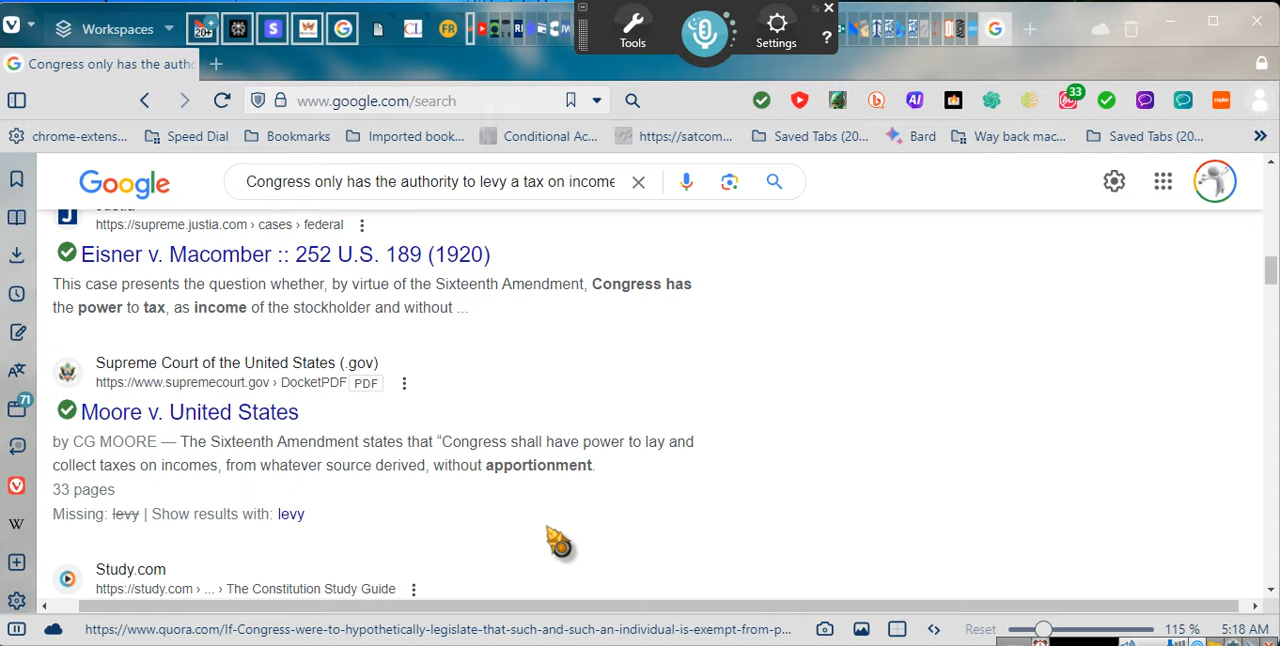 Workspaces
20+
S
G
CL
FR
RI
Tools
Settings
?
G
G Congress only has the autho
www.google.com/search
AI
33
chrome-extens...
Speed Dial
Bookmarks
Imported book...
Conditional Ac...
https://satcom...
Saved Tabs (20...
Bard
Way back mac...
Saved Tabs (20...
Google
Congress only has the authority to levy a tax on income
J
https://supreme.justia.com › cases › federal
Eisner v. Macomber :: 252 U.S. 189 (1920)
This case presents the question whether, by virtue of the Sixteenth Amendment, Congress has
the power to tax, as income of the stockholder and without ...
Supreme Court of the United States (.gov)
https://www.supremecourt.gov › DocketPDF PDF
Moore v. United States
by CG MOORE — The Sixteenth Amendment states that “Congress shall have power to lay and
collect taxes on incomes, from whatever source derived, without apportionment.
33 pages
Missing: levy | Show results with: levy
Study.com
https://study.com › ... › The Constitution Study Guide
71
W
https://www.quora.com/If-Congress-were-to-hypothetically-legislate-that-such-and-such-an-individual-is-exempt-from-p...
Reset
115 %
5:18 AM